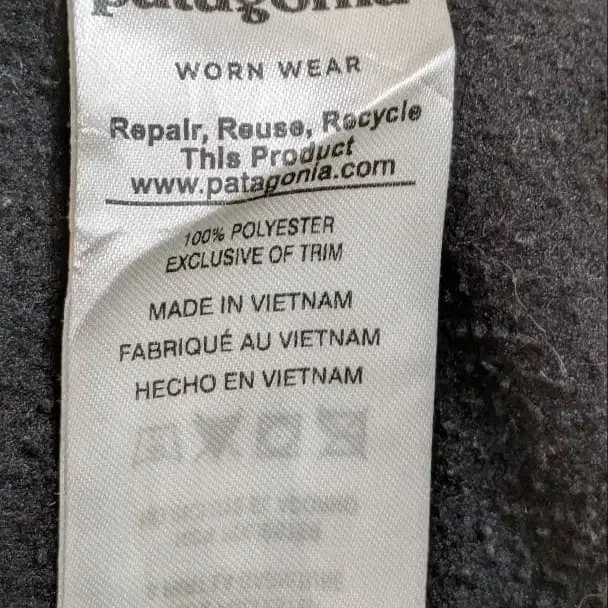 patagonia
WORN WEAR
Repair, Reuse, Recycle
This Product
www.patagonia.com
100% POLYESTER
EXCLUSIVE OF TRIM
MADE IN VIETNAM
FABRIQUÉ AU VIETNAM
HECHO EN VIETNAM